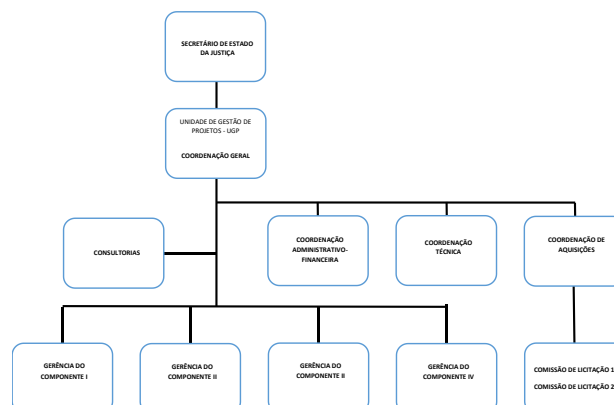 SECRETÁRIO DE ESTADO
DA JUSTIÇA
UNIDADE DE GESTÃO DE
PROJETOS - UGP
COORDENAÇÃO GERAL
CONSULTORIAS
COORDENAÇÃO
ADMINISTRATIVO-
FINANCEIRA
COORDENAÇÃO
TÉCNICA
COORDENAÇÃO DE
AQUISIÇÕES
GERÊNCIA DO
COMPONENTE I
GERÊNCIA DO
COMPONENTE II
GERÊNCIA DO
COMPONENTE II
GERÊNCIA DO
COMPONENTE IV
COMISSÃO DE LICITAÇÃO 1
COMISSÃO DE LICITAÇÃO 2